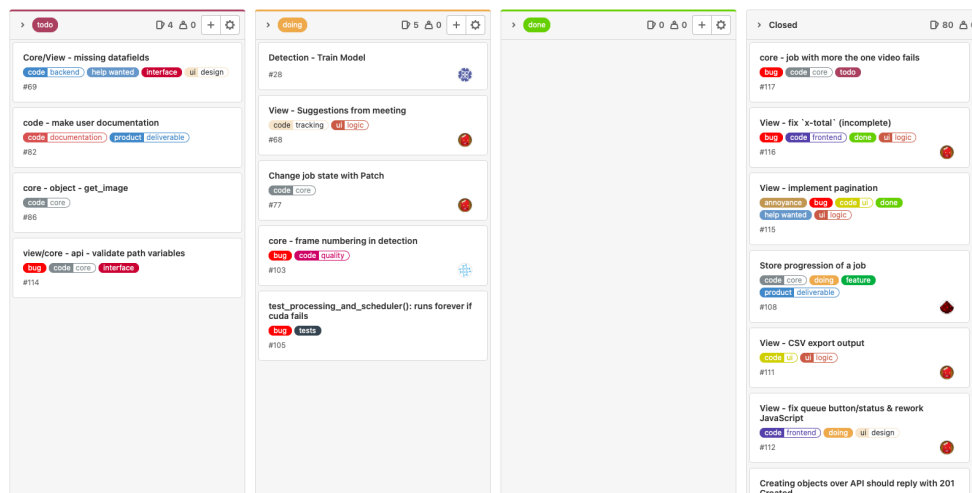 todo 4 0
Core/View - missing datafields
code backend help wanted interface ui design
#69
code - make user documentation
code documentation product deliverable
#82
core - object - get_image
code core
#86
view/core - api - validate path variables
bug code core interface
#114
doing 5 0
Detection - Train Model
#28
View - Suggestions from meeting
code tracking ui logic
#68
Change job state with Patch
code core
#77
core - frame numbering in detection
bug code quality
#103
test_processing_and_scheduler(): runs forever if
cuda fails
bug tests
#105
done 0 0
Closed 80
core - job with more the one video fails
bug code core todo
#117
View - fix `x-total` (incomplete)
bug code frontend done ui logic
#116
View - implement pagination
annoyance bug code ui done
help wanted ui logic
#115
Store progression of a job
code core doing feature
product deliverable
#108
View - CSV export output
code ui ui logic
#111
View - fix queue button/status & rework
JavaScript
code frontend doing ui design
#112
Creating objects over API should reply with 201
Created